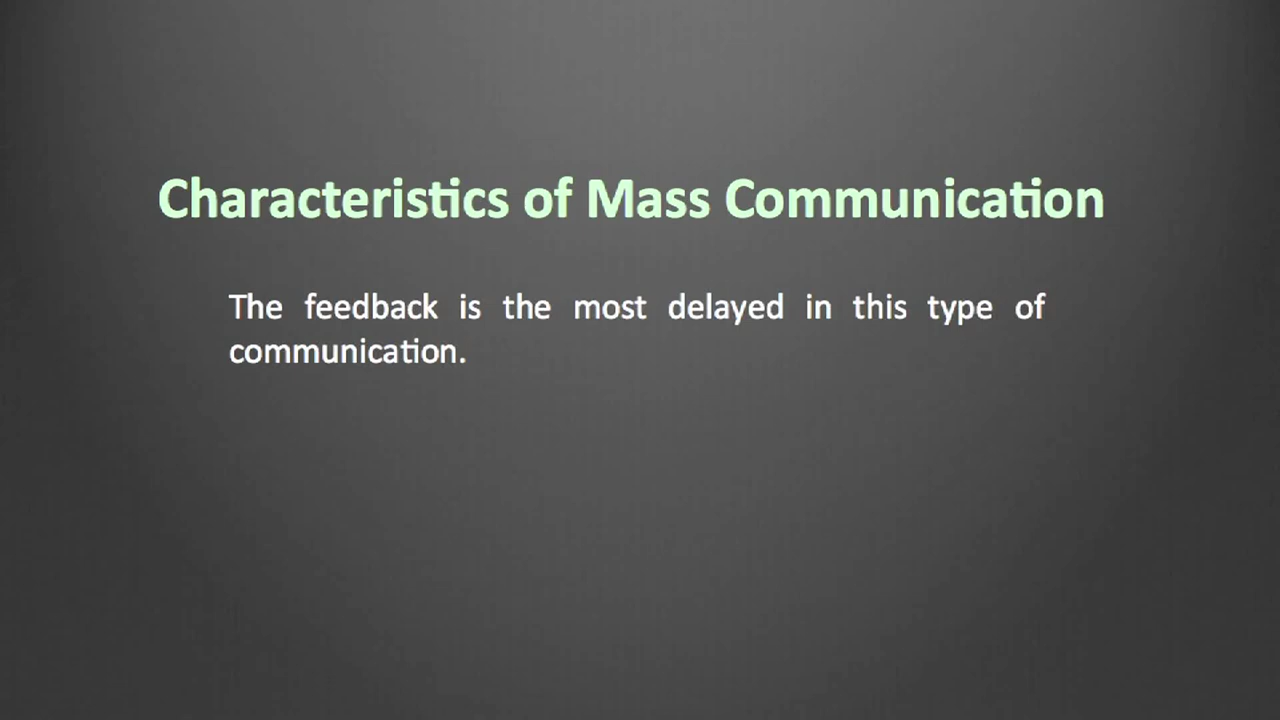 Characteristics of Mass Communication
The feedback is the most delayed in this type of
communication.